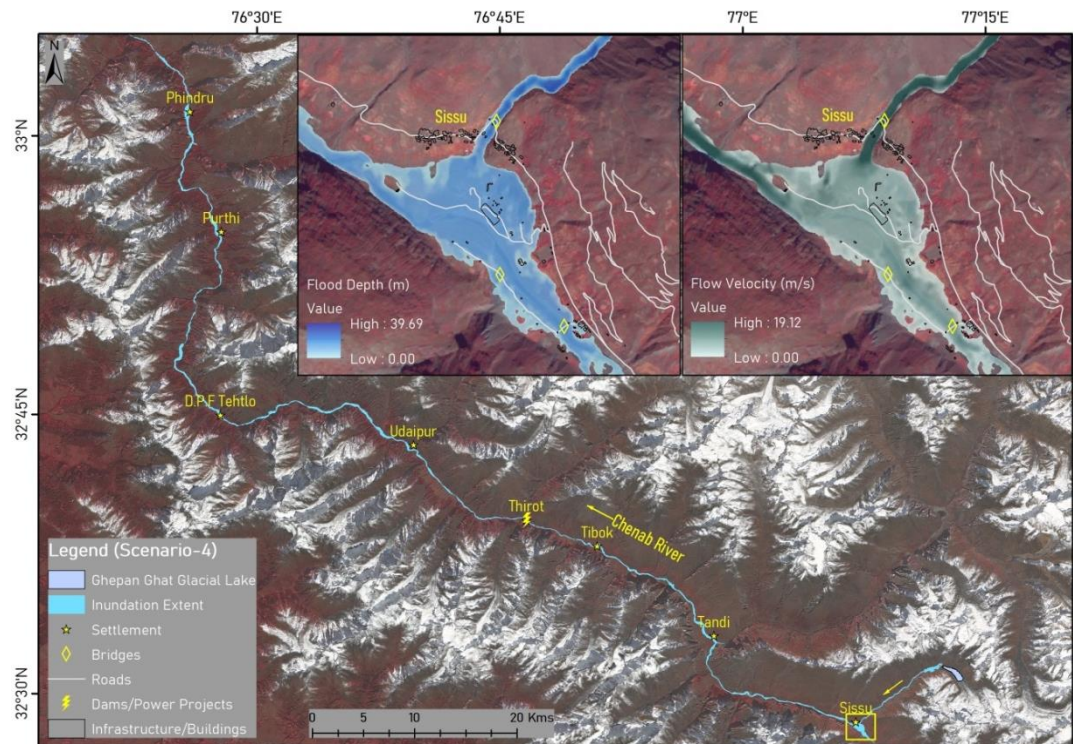 76°30'E
76°45'E
77°E
77°15'E
33°N
32°45'N
32°30'N
N
Phindru
Purthi
D.P.F Tehtlo
Udaipur
Thirot
Tibok
Chenab River
Tandi
Sissu
Sissu
Flood Depth (m)
Value
High : 39.69
Low : 0.00
Sissu
Flow Velocity (m/s)
Value
High : 19.12
Low : 0.00
Legend (Scenario-4)
Ghepan Ghat Glacial Lake
Inundation Extent
Settlement
Bridges
Roads
Dams/Power Projects
Infrastructure/Buildings
0 5 10 20 Kms